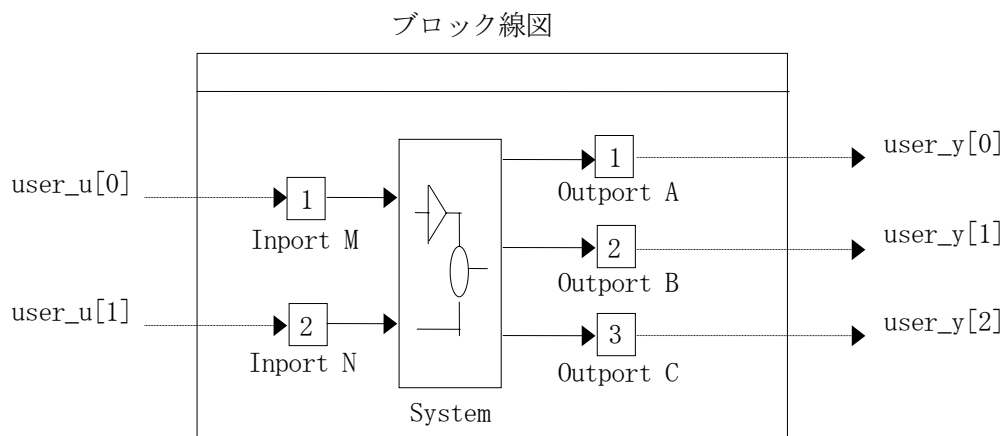 ブロック線図
user_u[0]
1
Inport M
user_u[1]
2
Inport N
System
1
Outport A
2
Outport B
3
Outport C
user_y[0]
user_y[1]
user_y[2]